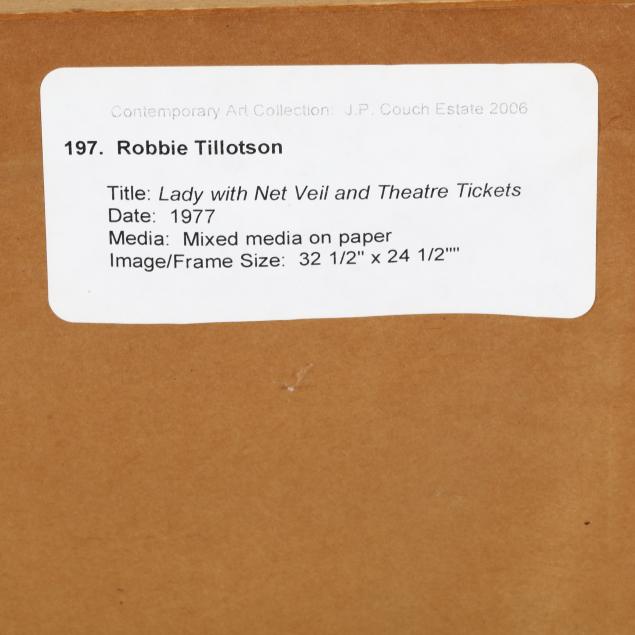 Contemporary Art Collection: J.P. Couch Estate 2006
197. Robbie Tillotson
Title: Lady with Net Veil and Theatre Tickets
Date: 1977
Media: Mixed media on paper
Image/Frame Size: 32 1/2" x 24 1/2""